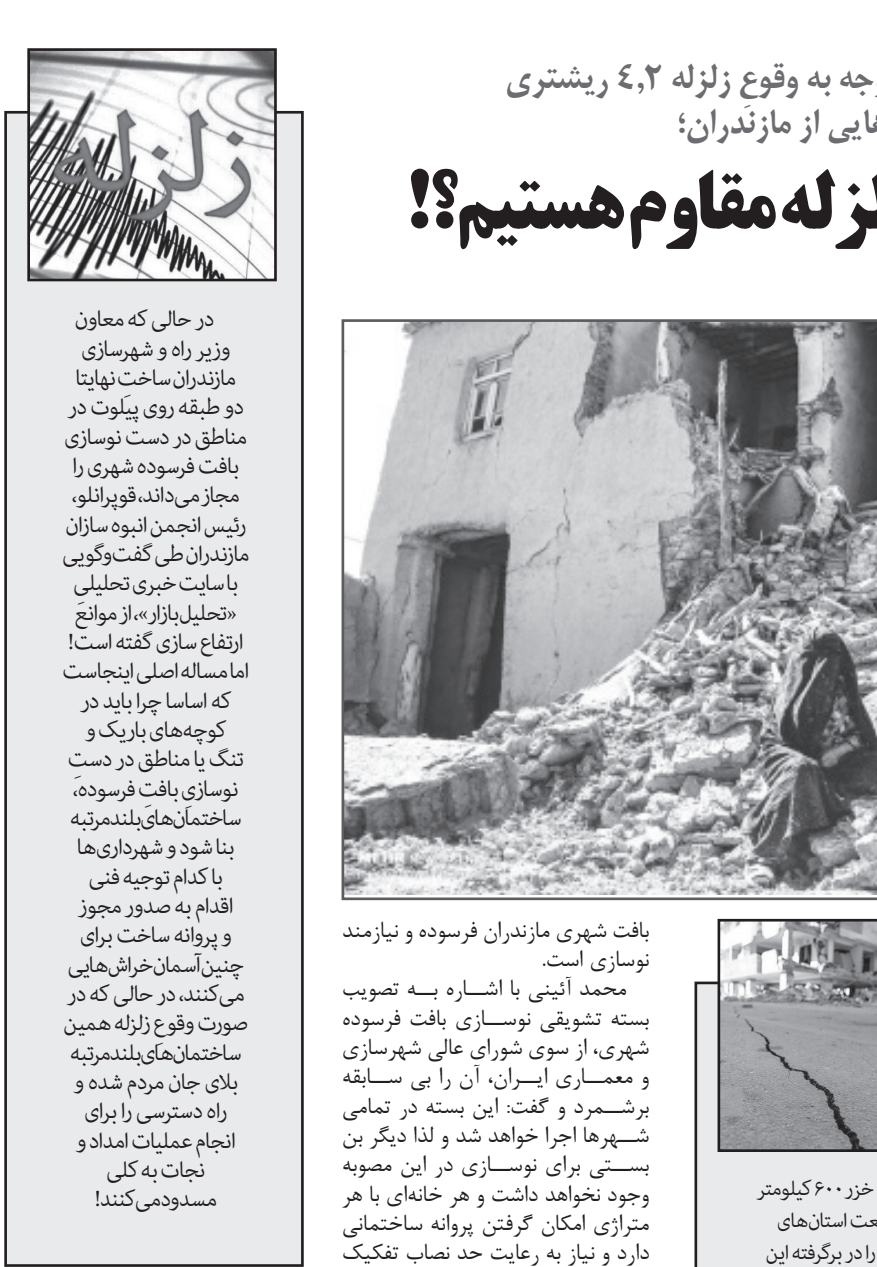 وجه به وقوع زلزله ۴٫۲ ریشتری
هایی از مازندران؛
لزله مقاوم هستیم؟!
زلزله
در حالی که معاون
وزیر راه و شهرسازی
مازندران ساخت نهایتا
دو طبقه روی پیلوت در
مناطق در دست نوسازی
بافت فرسوده شهری را
مجاز می‌داند، قوپرانلو،
رئیس انجمن انبوه سازان
مازندران طی گفت‌وگویی
با سایت خبری تحلیلی
«تحلیل‌بازار»، از موانع
ارتفاع سازی گفته است!
اما مساله اصلی اینجاست
که اساسا چرا باید در
کوچه‌های باریک و
تنگ یا مناطق در دست
نوسازی بافت فرسوده،
ساختمان‌های‌بلندمرتبه
بنا شود و شهرداری‌ها
با کدام توجیه فنی
اقدام به صدور مجوز
و پروانه ساخت برای
چنین‌آسمان‌خراش‌هایی
می‌کنند، در حالی که در
صورت وقوع زلزله همین
ساختمان‌های‌بلندمرتبه
بلای جان مردم شده و
راه دسترسی را برای
انجام عملیات امداد و
نجات به کلی
مسدودمی‌کنند!
خزر ۶۰۰ کیلومتر
عت استان‌های
را در برگرفته این
بافت شهری مازندران فرسوده و نیازمند
نوسازی است.
محمد آئینی با اشاره به تصویب
بسته تشویقی نوسازی بافت فرسوده
شهری، از سوی شورای عالی شهرسازی
و معماری ایران، آن را بی سابقه
برشمرد و گفت: این بسته در تمامی
شهرها اجرا خواهد شد و لذا دیگر بن
بستی برای نوسازی در این مصوبه
وجود نخواهد داشت و هر خانه‌ای با هر
متراژی امکان گرفتن پروانه ساختمانی
دارد و نیاز به رعایت حد نصاب تفکیک